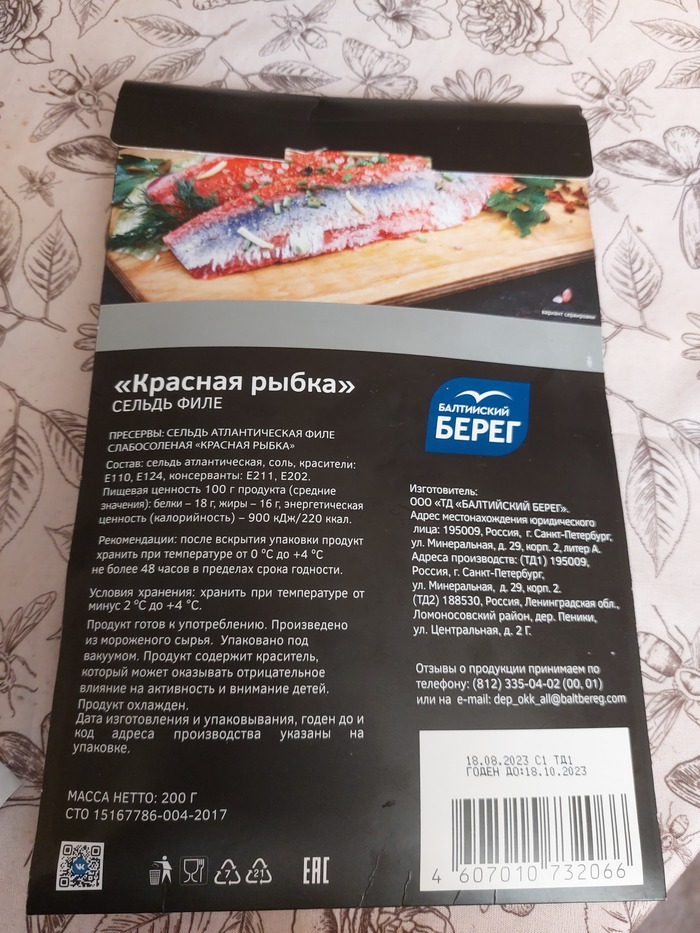 вариант сервировки
«Красная рыбка»
СЕЛЬДЬ ФИЛЕ
ПРЕСЕРВЫ: СЕЛЬДЬ АТЛАНТИЧЕСКАЯ ФИЛЕ
СЛАБОСОЛЕНАЯ «КРАСНАЯ РЫБКА»
Состав: сельдь атлантическая, соль, красители:
Е110, Е124, консерванты: Е211, Е202.
Пищевая ценность 100 г продукта (средние
значения): белки – 18 г, жиры – 16 г, энергетическая
ценность (калорийность) – 900 кДж/220 ккал.
Рекомендации: после вскрытия упаковки продукт
хранить при температуре от 0 °С до +4 °С
не более 48 часов в пределах срока годности.
Условия хранения: хранить при температуре от
минус 2 °С до +4 °С.
Продукт готов к употреблению. Произведено
из мороженого сырья. Упаковано под
вакуумом. Продукт содержит краситель,
который может оказывать отрицательное
влияние на активность и внимание детей.
Продукт охлажден.
Дата изготовления и упаковывания, годен до и
код адреса производства указаны на
упаковке.
МАССА НЕТТО: 200 Г
СТО 15167786-004-2017
7
21
ЕАС
БАЛТИЙСКИЙ
БЕРЕГ
Изготовитель:
ООО «ТД «БАЛТИЙСКИЙ БЕРЕГ».
Адрес местонахождения юридического
лица: 195009, Россия, г. Санкт-Петербург,
ул. Минеральная, д. 29, корп. 2, литер А.
Адреса производств: (ТД1) 195009,
Россия, г. Санкт-Петербург,
ул. Минеральная, д. 29, корп. 2.
(ТД2) 188530, Россия, Ленинградская обл.,
Ломоносовский район, дер. Пеники,
ул. Центральная, д. 2 Г.
Отзывы о продукции принимаем по
телефону: (812) 335-04-02 (00, 01)
или на e-mail: dep_okk_all@baltbereg.com
18.08.2023 С1 ТД1
ГОДЕН ДО:18.10.2023
4 607010 732066